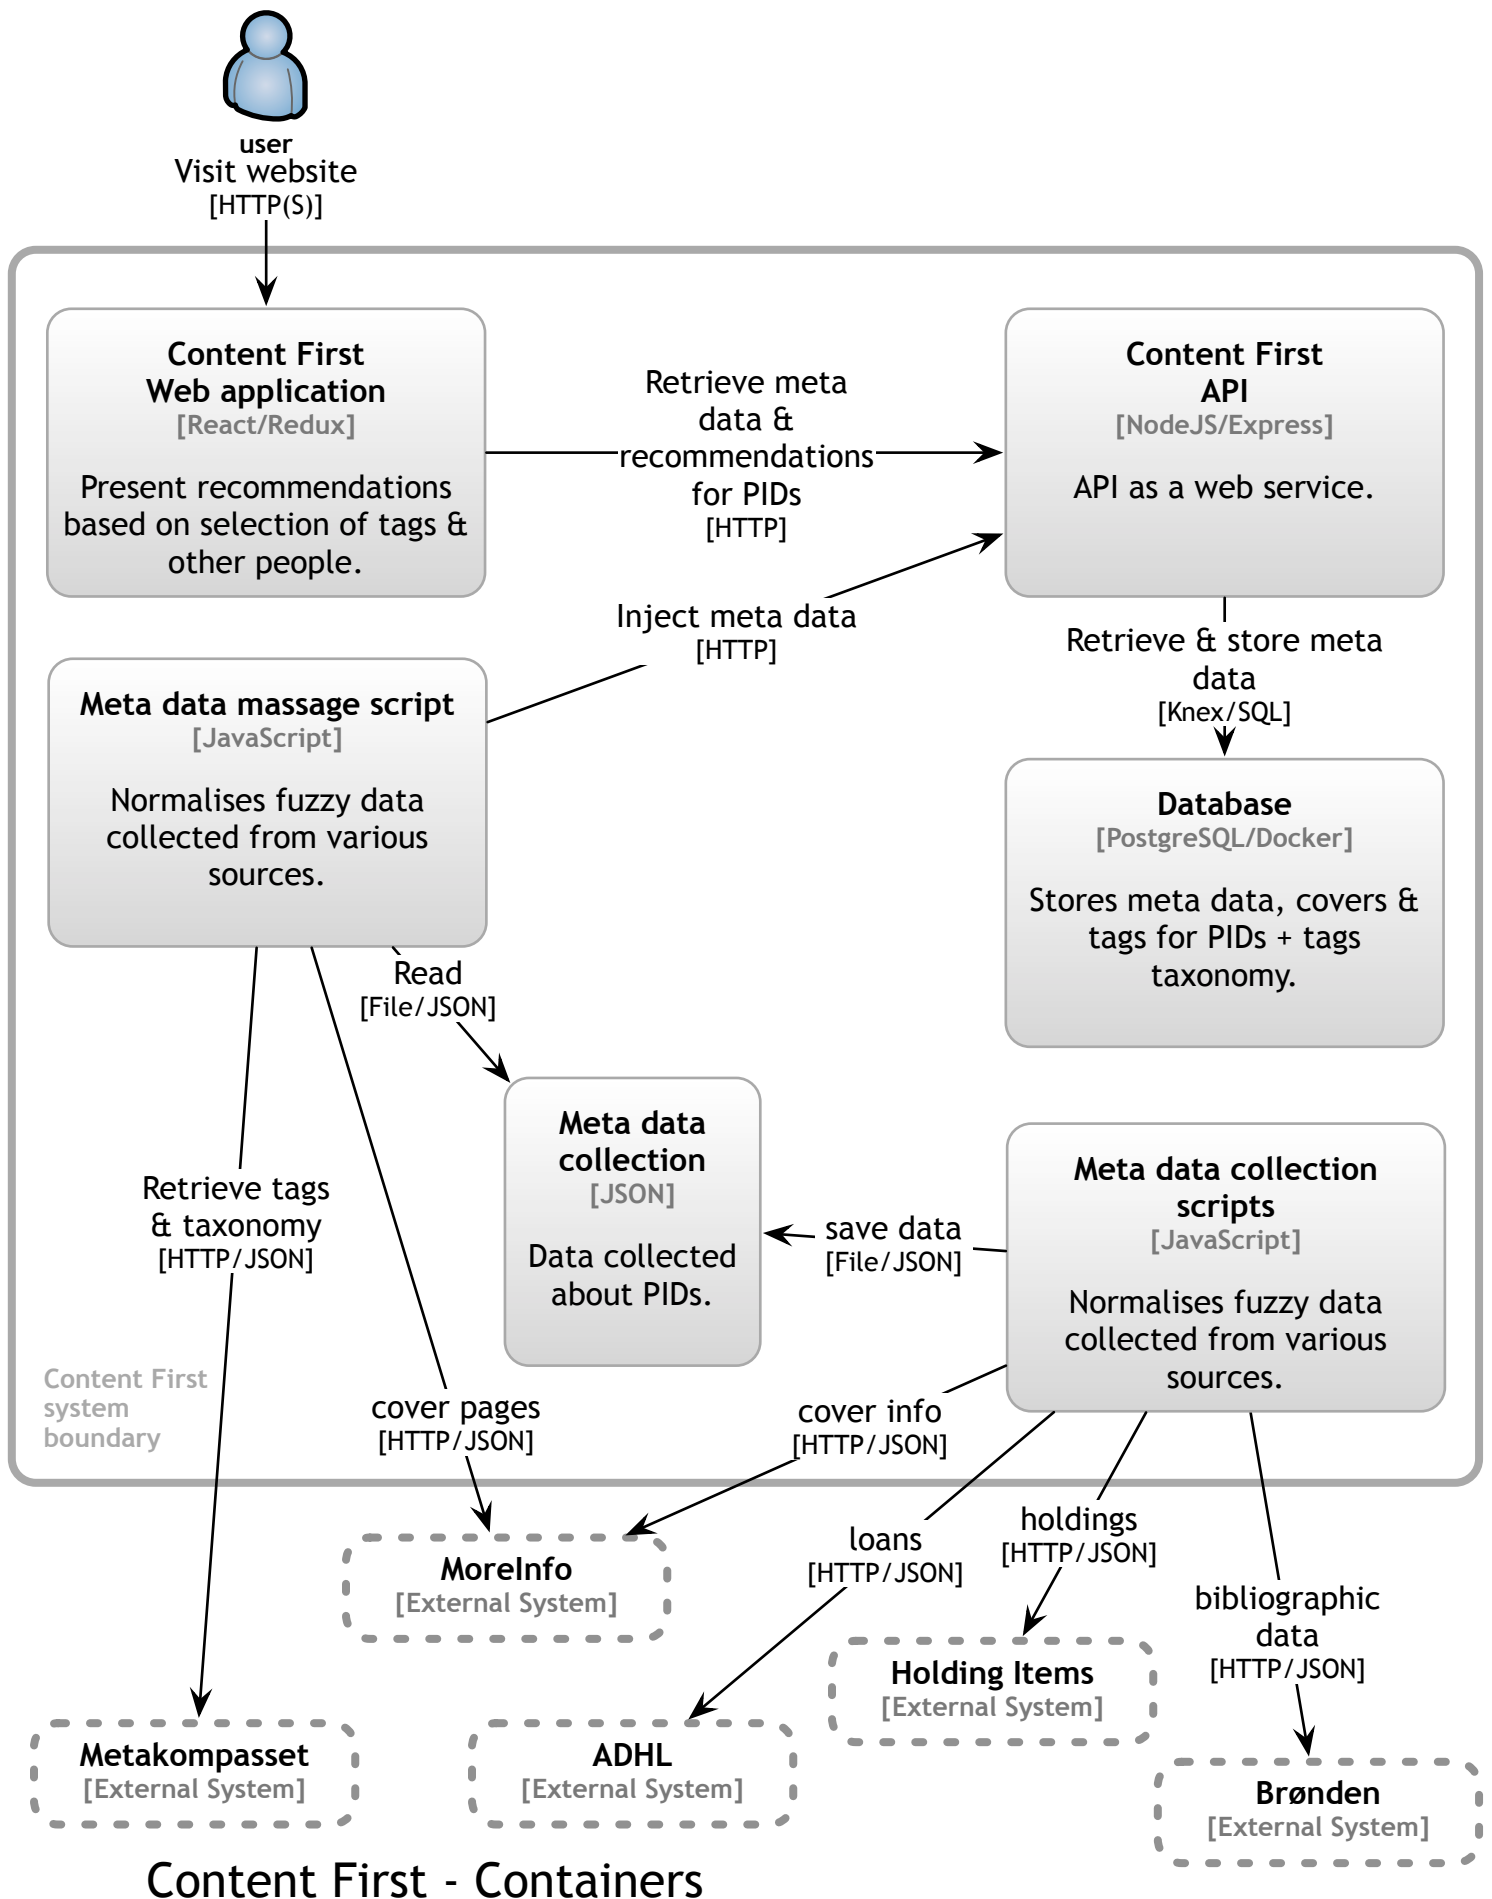 user
Visit website
[HTTP(S)]
Content First
Web application
[React/Redux]
Present recommendations
based on selection of tags &
other people.
Retrieve meta
data &
recommendations
for PIDs
[HTTP]
Content First
API
[NodeJS/Express]
API as a web service.
Inject meta data
[HTTP]
Retrieve & store meta
data
[Knex/SQL]
Meta data massage script
[JavaScript]
Normalises fuzzy data
collected from various
sources.
Database
[PostgreSQL/Docker]
Stores meta data, covers &
tags for PIDs + tags
taxonomy.
Read
[File/JSON]
Meta data
collection
[JSON]
Data collected
about PIDs.
save data
[File/JSON]
Meta data collection
scripts
[JavaScript]
Normalises fuzzy data
collected from various
sources.
Retrieve tags
& taxonomy
[HTTP/JSON]
Content First
system
boundary
cover pages
[HTTP/JSON]
cover info
[HTTP/JSON]
loans
[HTTP/JSON]
holdings
[HTTP/JSON]
bibliographic
data
[HTTP/JSON]
MoreInfo
[External System]
Holding Items
[External System]
Metakompasset
[External System]
ADHL
[External System]
Brønden
[External System]
Content First - Containers